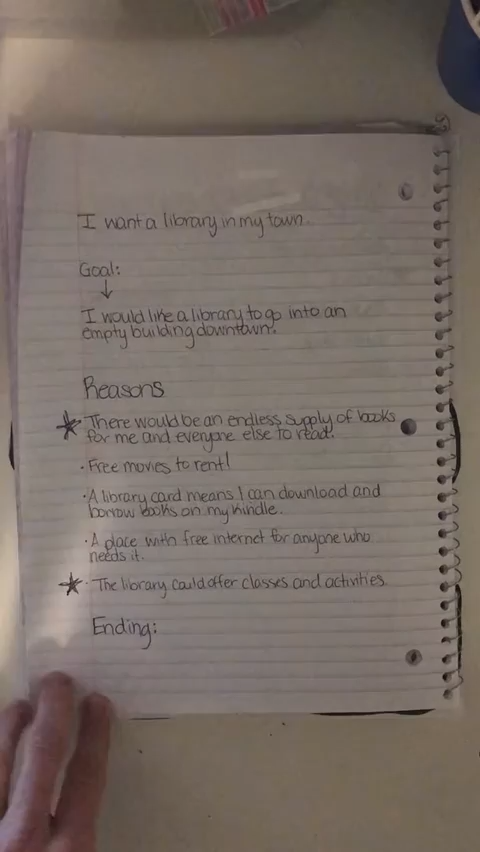 I want a library in my town.
Goal:
↓
I would like a library to go into an
empty building downtown.
Reasons
★ There would be an endless supply of books
for me and everyone else to read.
· Free movies to rent!
· A library card means I can download and
borrow books on my Kindle.
· A place with free internet for anyone who
needs it.
★ The library could offer classes and activities
Ending: